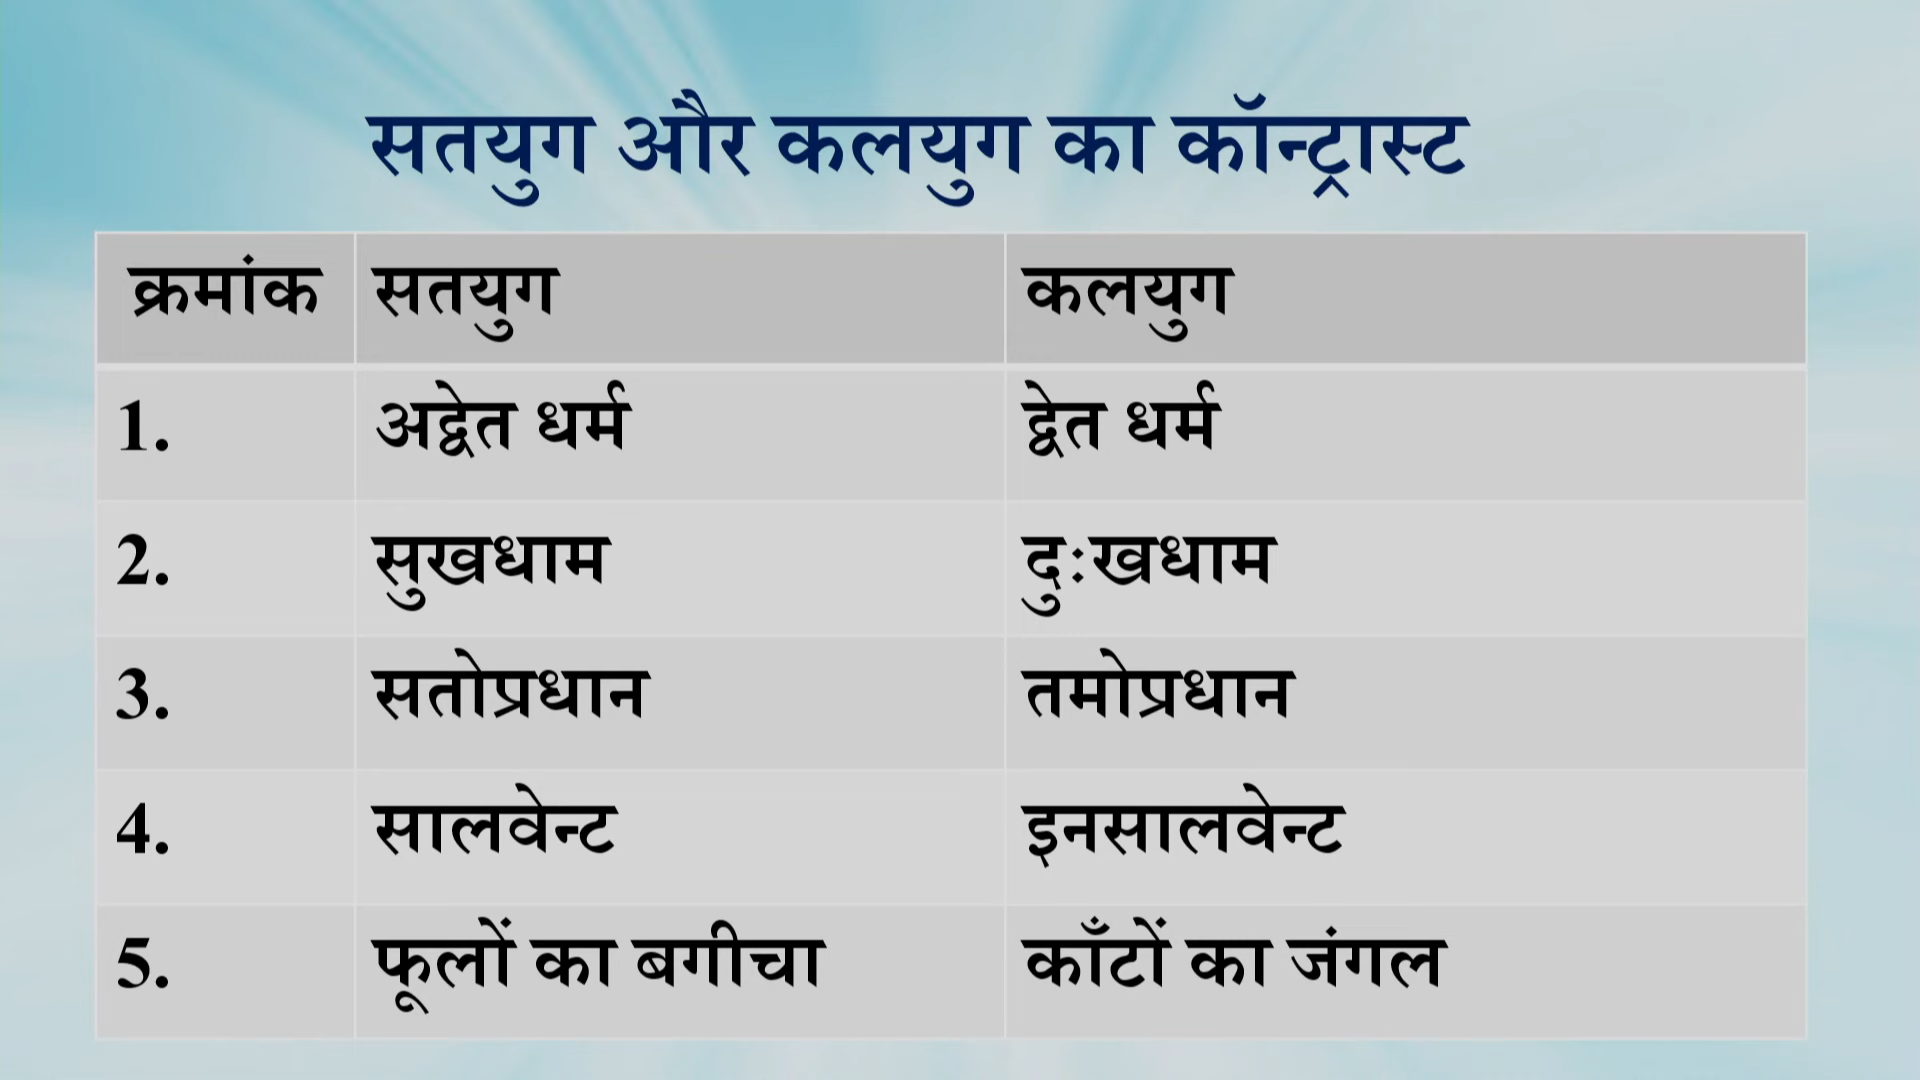 सतयुग और कलयुग का कॉन्ट्रास्ट
क्रमांक सतयुग कलयुग
1. अद्वेत धर्म द्वेत धर्म
2. सुखधाम दुःखधाम
3. सतोप्रधान तमोप्रधान
4. सालवेन्ट इनसालवेन्ट
5. फूलों का बगीचा काँटों का जंगल